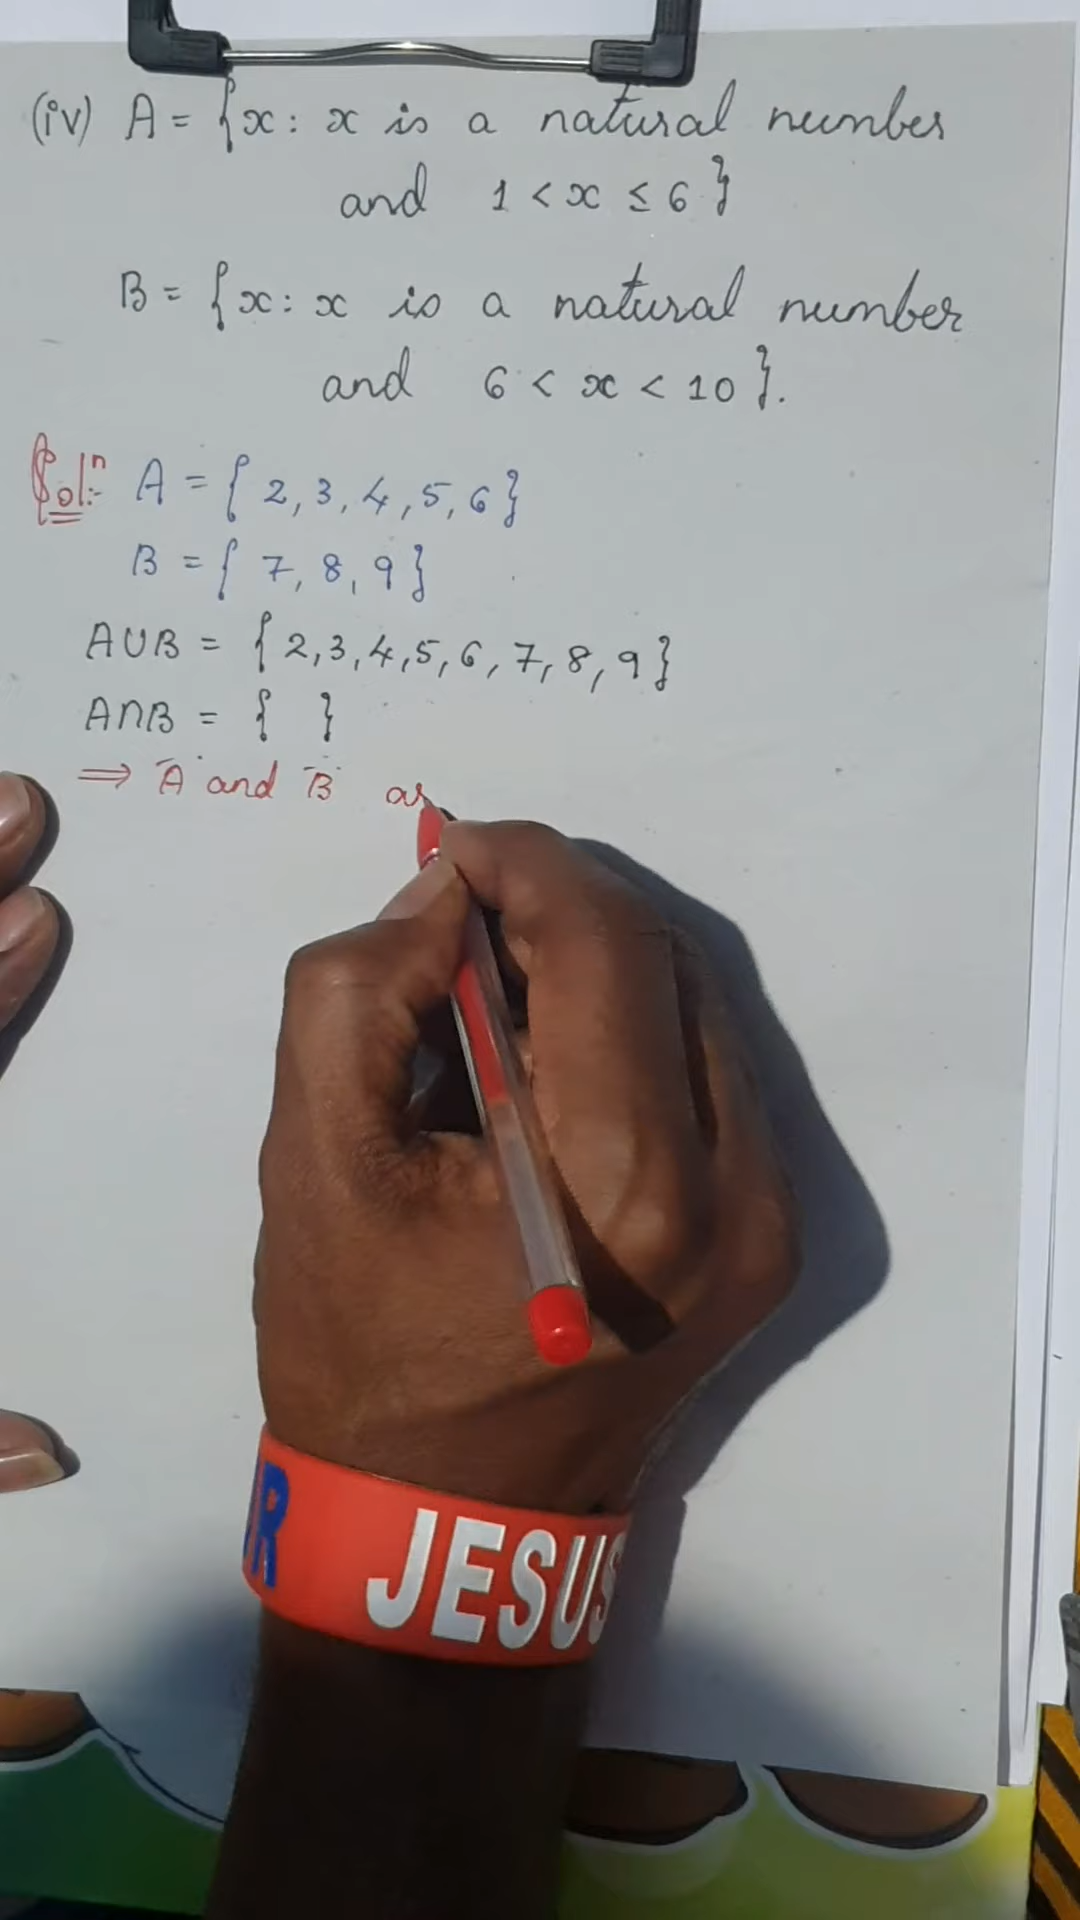 (iv) A = {x : x is a natural number
and 1 < x ≤ 6}
B = {x : x is a natural number
and 6 < x < 10}.
Solⁿ:- A = {2, 3, 4, 5, 6}
B = {7, 8, 9}
A∪B = {2, 3, 4, 5, 6, 7, 8, 9}
A∩B = { }
⇒ A and B
JESUS